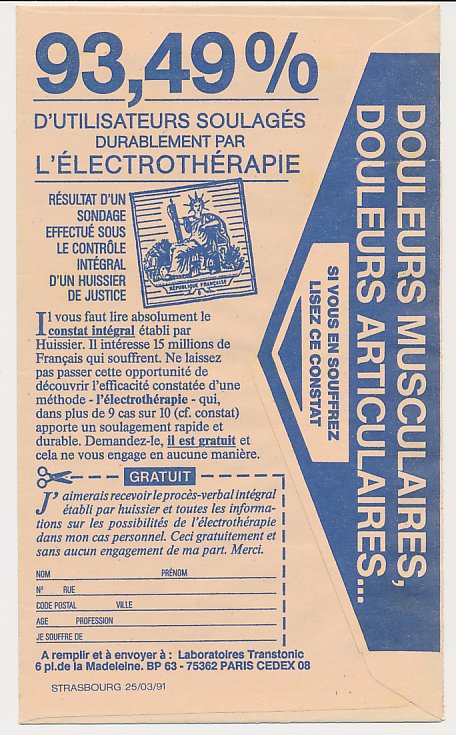 93,49 %
D'UTILISATEURS SOULAGÉS
DURABLEMENT PAR
L'ÉLECTROTHÉRAPIE
RÉSULTAT D'UN
SONDAGE
EFFECTUÉ SOUS
LE CONTRÔLE
INTÉGRAL
D'UN HUISSIER
DE JUSTICE
RÉPUBLIQUE FRANÇAISE
Il vous faut lire absolument le
constat intégral établi par
Huissier. Il intéresse 15 millions de
Français qui souffrent. Ne laissez
pas passer cette opportunité de
découvrir l'efficacité constatée d'une
méthode - l'électrothérapie - qui,
dans plus de 9 cas sur 10 (cf. constat)
apporte un soulagement rapide et
durable. Demandez-le, il est gratuit et
cela ne vous engage en aucune manière.
GRATUIT
J'aimerais recevoir le procès-verbal intégral
établi par huissier et toutes les informa-
tions sur les possibilités de l'électrothérapie
dans mon cas personnel. Ceci gratuitement et
sans aucun engagement de ma part. Merci.
NOM PRÉNOM
N° RUE
CODE POSTAL VILLE
AGE PROFESSION
JE SOUFFRE DE
A remplir et à envoyer à : Laboratoires Transtonic
6 pl.de la Madeleine. BP 63 - 75362 PARIS CEDEX 08
STRASBOURG 25/03/91
DOULEURS MUSCULAIRES,
DOULEURS ARTICULAIRES...
SI VOUS EN SOUFFREZ
LISEZ CE CONSTAT